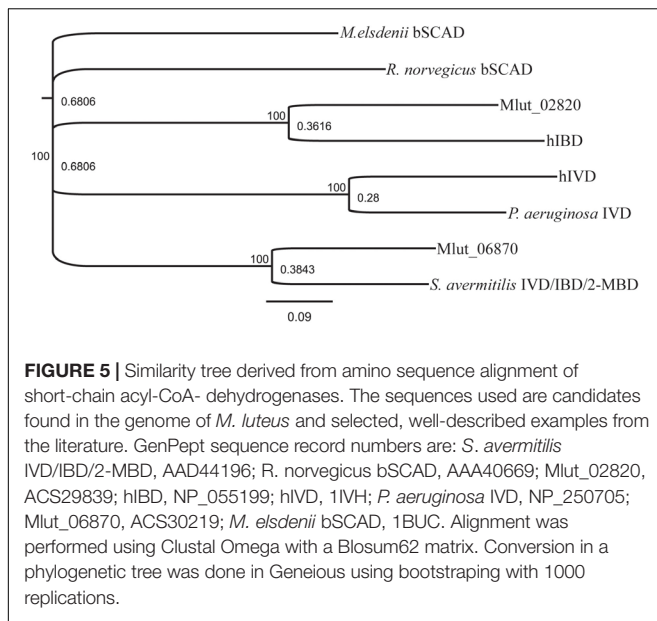 M.elsdenii bSCAD
R. norvegicus bSCAD
0.6806
Mlut_02820
100
0.3616
hIBD
100
0.6806
hIVD
100
0.28
P. aeruginosa IVD
Mlut_06870
100
0.3843
S. avermitilis IVD/IBD/2-MBD
0.09
FIGURE 5 | Similarity tree derived from amino sequence alignment of
short-chain acyl-CoA- dehydrogenases. The sequences used are candidates
found in the genome of M. luteus and selected, well-described examples from
the literature. GenPept sequence record numbers are: S. avermitilis
IVD/IBD/2-MBD, AAD44196; R. norvegicus bSCAD, AAA40669; Mlut_02820,
ACS29839; hIBD, NP_055199; hIVD, 1IVH; P. aeruginosa IVD, NP_250705;
Mlut_06870, ACS30219; M. elsdenii bSCAD, 1BUC. Alignment was
performed using Clustal Omega with a Blosum62 matrix. Conversion in a
phylogenetic tree was done in Geneious using bootstraping with 1000
replications.